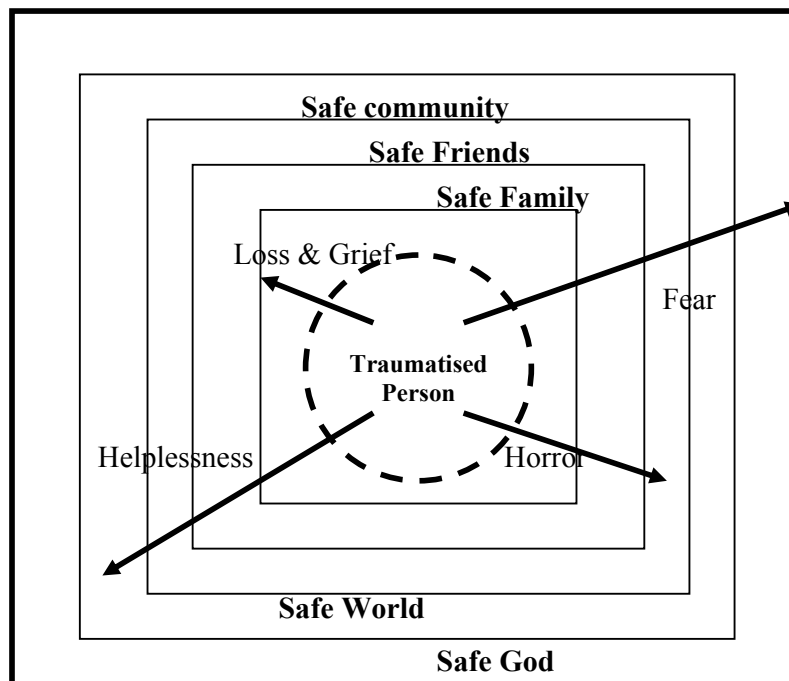 Safe community
Safe Friends
Safe Family
Loss & Grief
Fear
Traumatised
Person
Helplessness
Horror
Safe World
Safe God